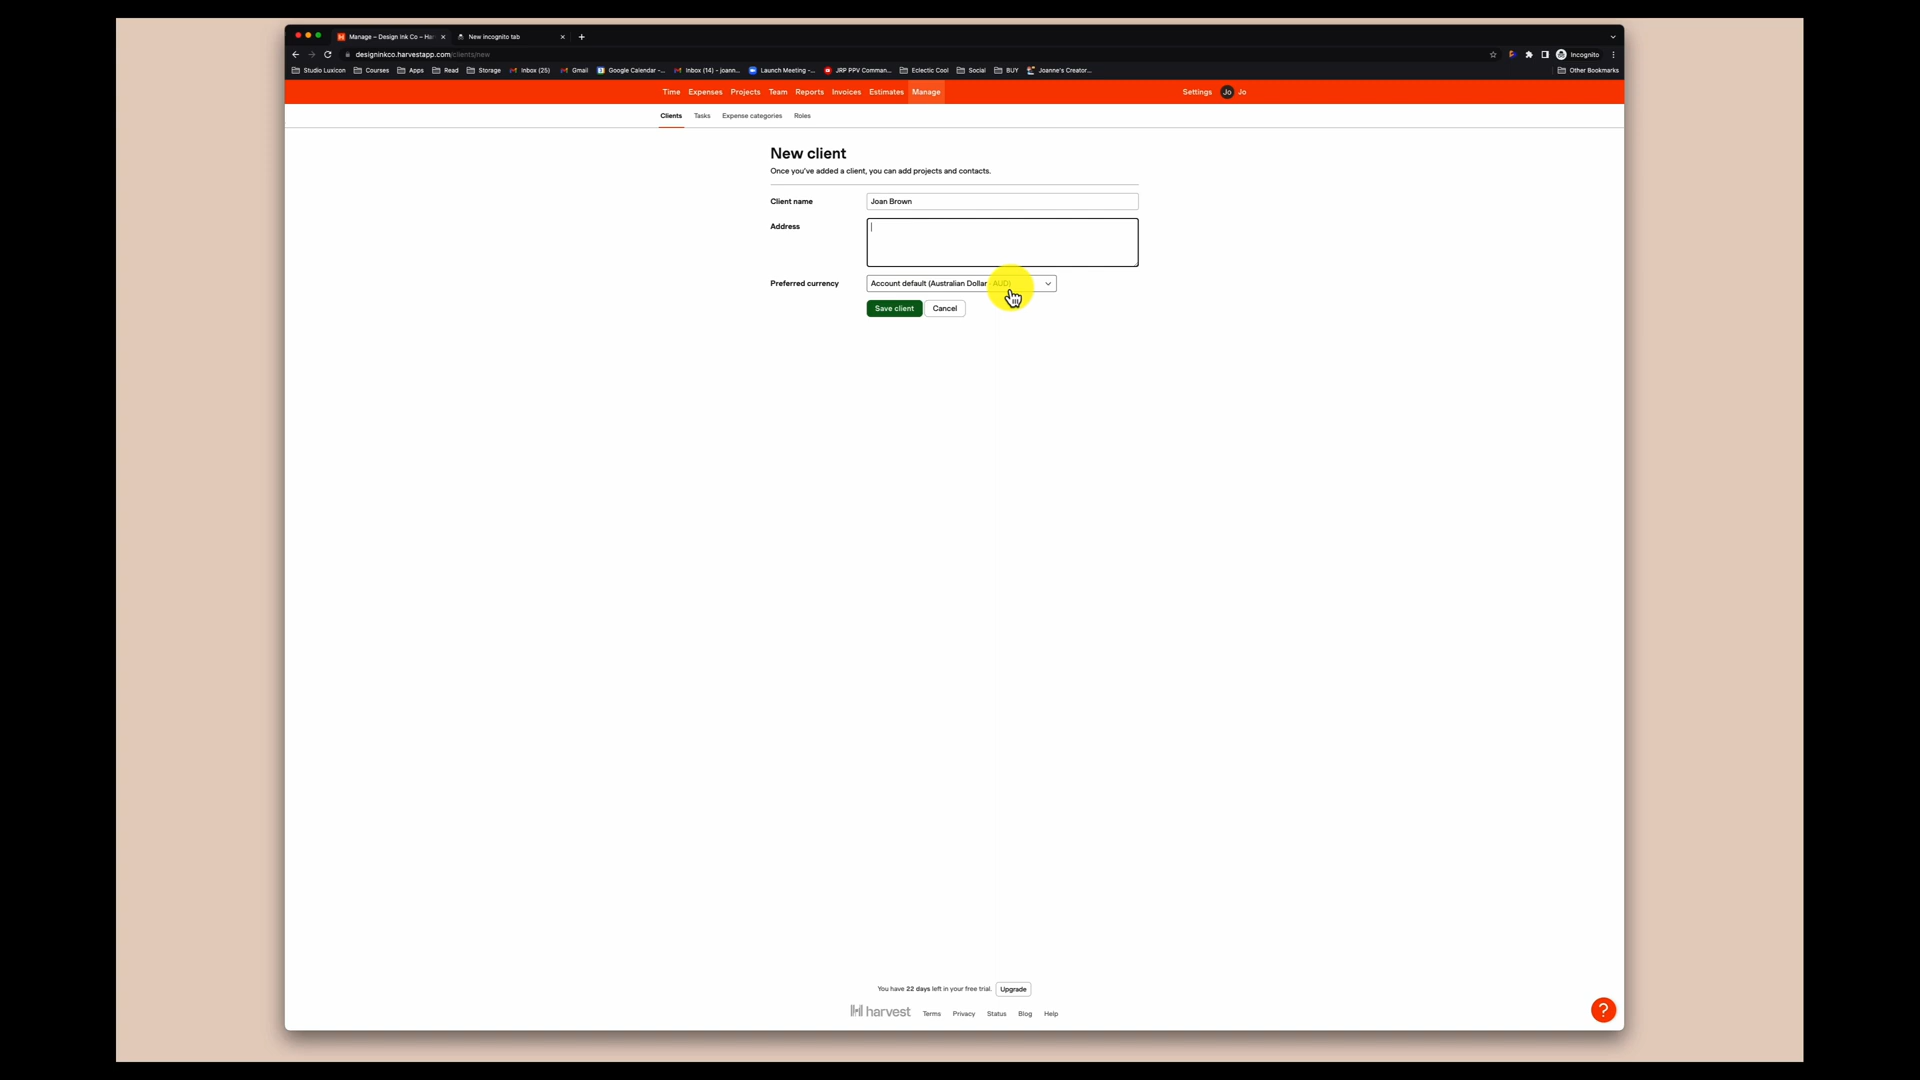 Manage – Design Ink Co – Har
New incognito tab
designinkco.harvestapp.com/clients/new
Incognito
Studio Luxicon Courses Apps Read Storage Inbox (25) Gmail Google Calendar -... Inbox (14) - joann... Launch Meeting -... JRP PPV Comman... Eclectic Cool Social BUY Joanne's Creator... Other Bookmarks
Time Expenses Projects Team Reports Invoices Estimates Manage Settings Jo Jo
Clients Tasks Expense categories Roles
New client
Once you've added a client, you can add projects and contacts.
Client name Joan Brown
Address
Preferred currency Account default (Australian Dollar - AUD)
Save client Cancel
You have 22 days left in your free trial. Upgrade
harvest Terms Privacy Status Blog Help
?